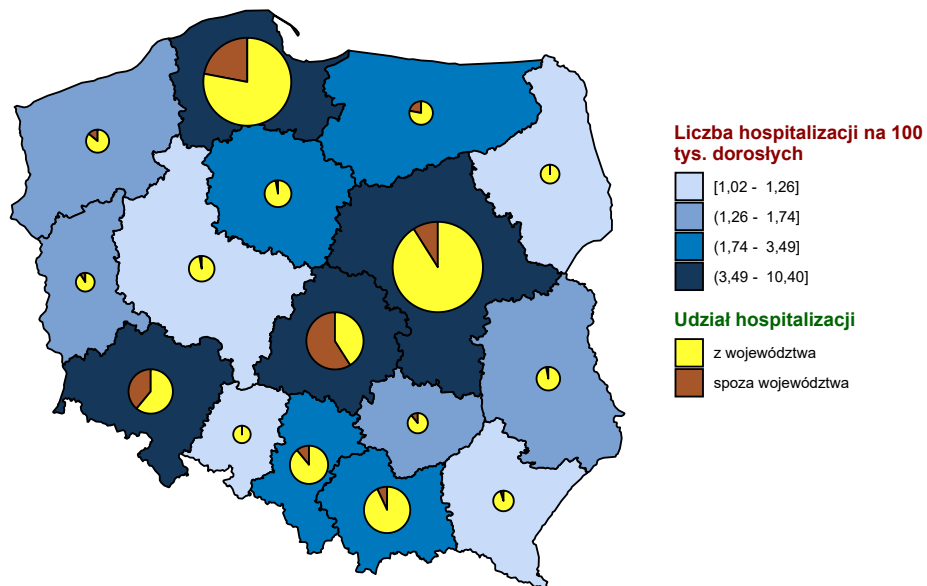 Liczba hospitalizacji na 100
tys. dorosłych
[1,02 - 1,26]
(1,26 - 1,74]
(1,74 - 3,49]
(3,49 - 10,40]
Udział hospitalizacji
z województwa
spoza województwa